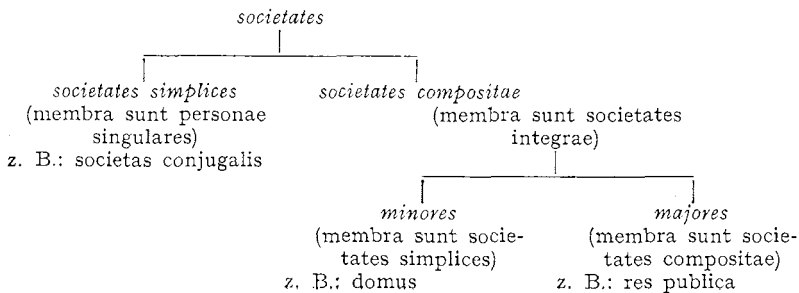 societates
societates simplices
(membra sunt personae
singulares)
z. B.: societas conjugalis
societates compositae
(membra sunt societates
integrae)
minores
(membra sunt socie-
tates simplices)
z. B.: domus
majores
(membra sunt socie-
tates compositae)
z. B.: res publica